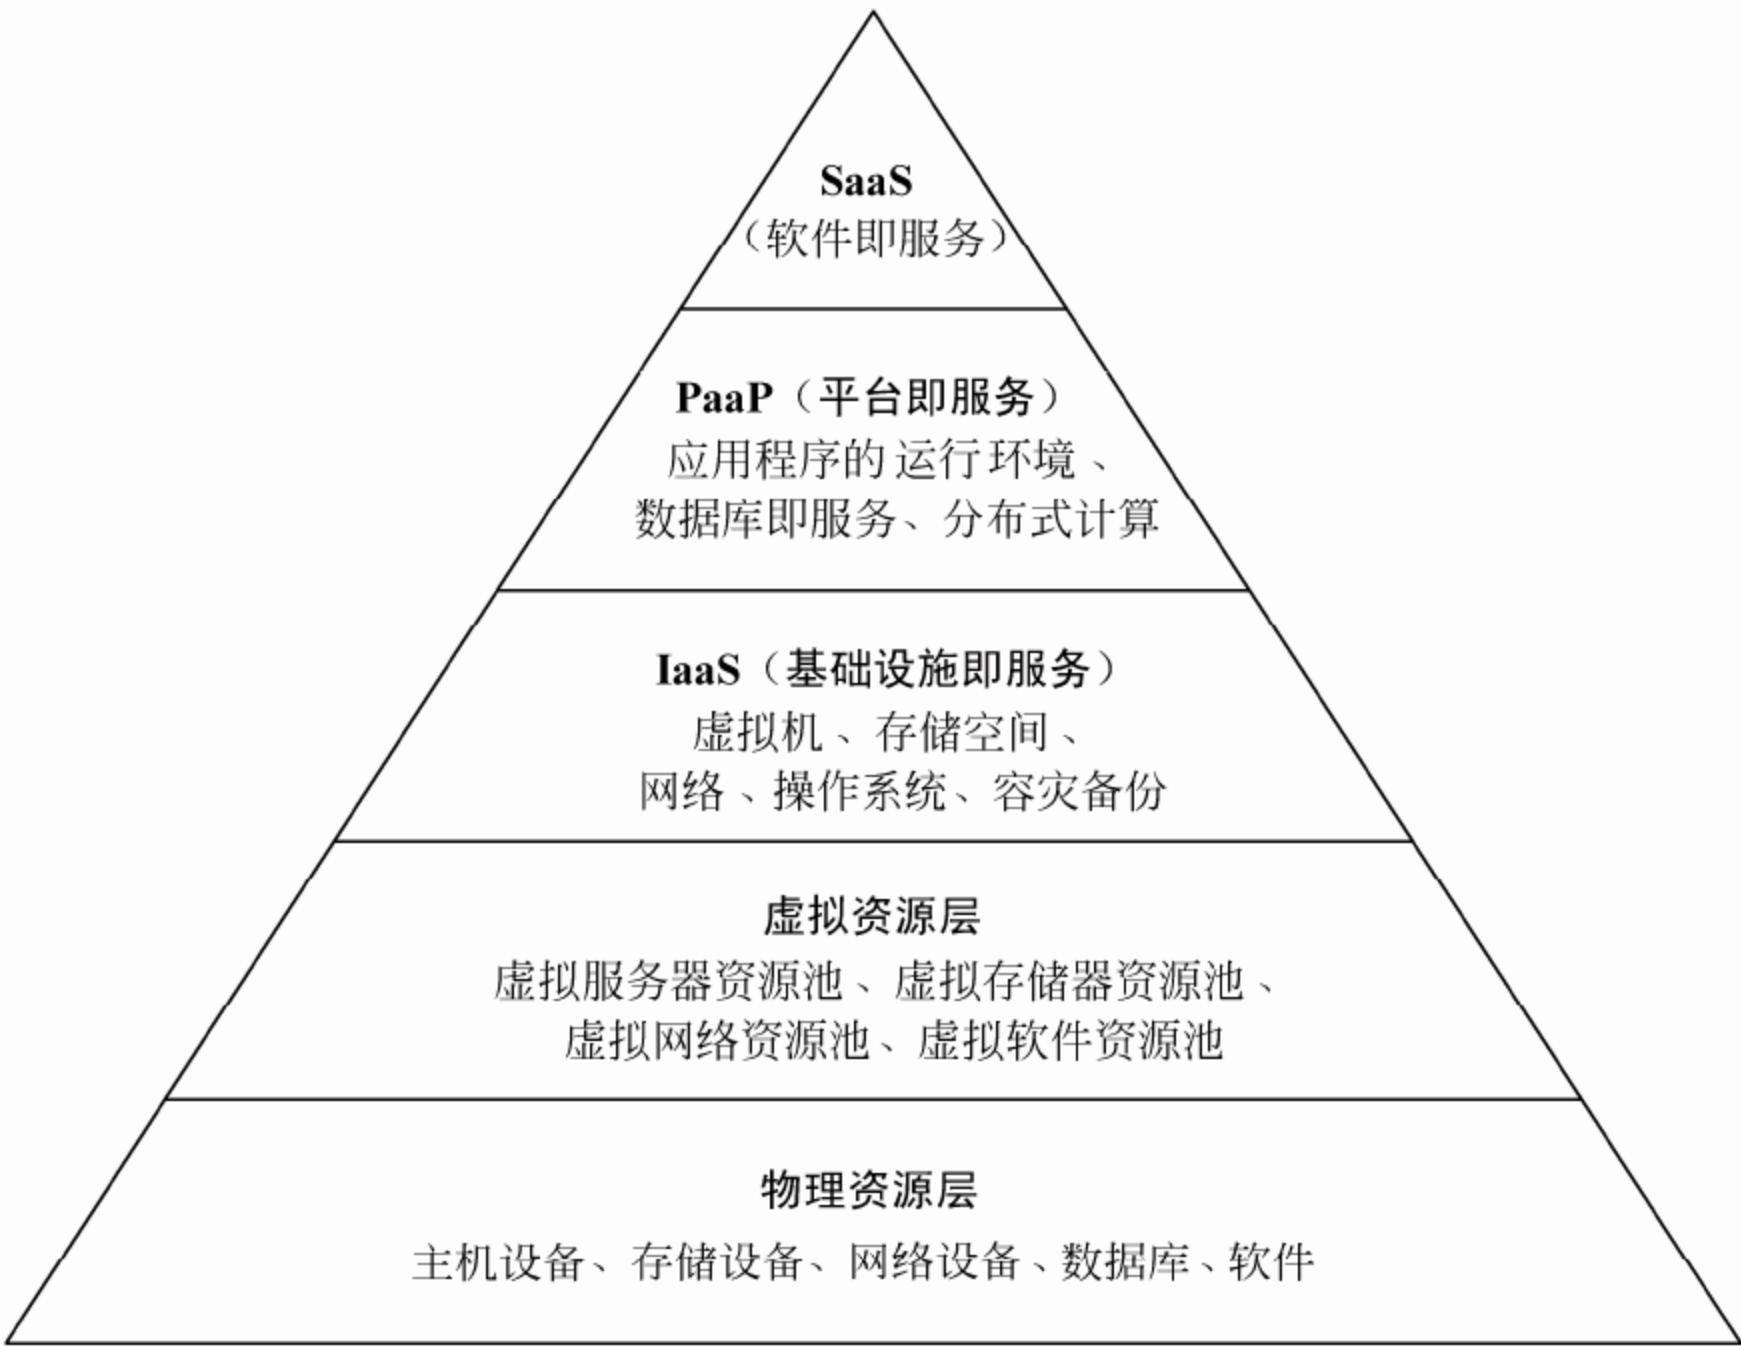 SaaS
（软件即服务）
PaaP（平台即服务）
应用程序的运行环境、
数据库即服务、分布式计算
IaaS（基础设施即服务）
虚拟机、存储空间、
网络、操作系统、容灾备份
虚拟资源层
虚拟服务器资源池、虚拟存储器资源池、
虚拟网络资源池、虚拟软件资源池
物理资源层
主机设备、存储设备、网络设备、数据库、软件